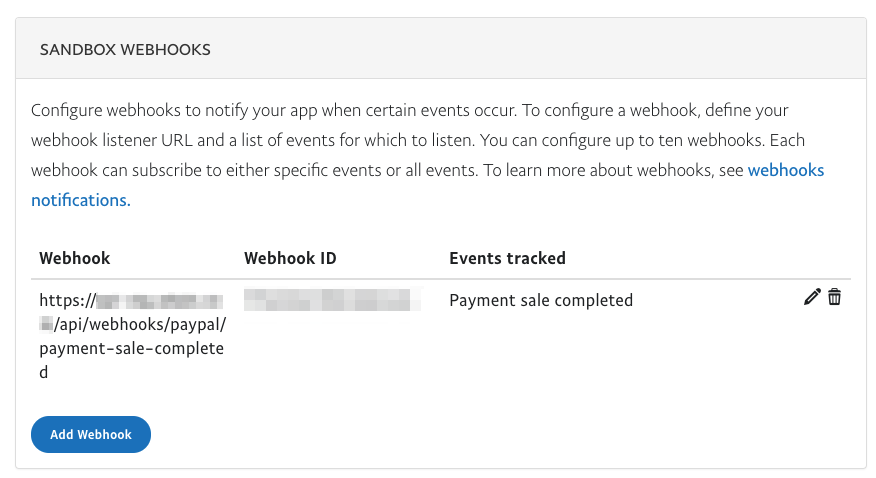 SANDBOX WEBHOOKS
Configure webhooks to notify your app when certain events occur. To configure a webhook, define your
webhook listener URL and a list of events for which to listen. You can configure up to ten webhooks. Each
webhook can subscribe to either specific events or all events. To learn more about webhooks, see webhooks
notifications.
Webhook Webhook ID Events tracked
https:// Payment sale completed
/api/webhooks/paypal/
payment-sale-complete
d
Add Webhook